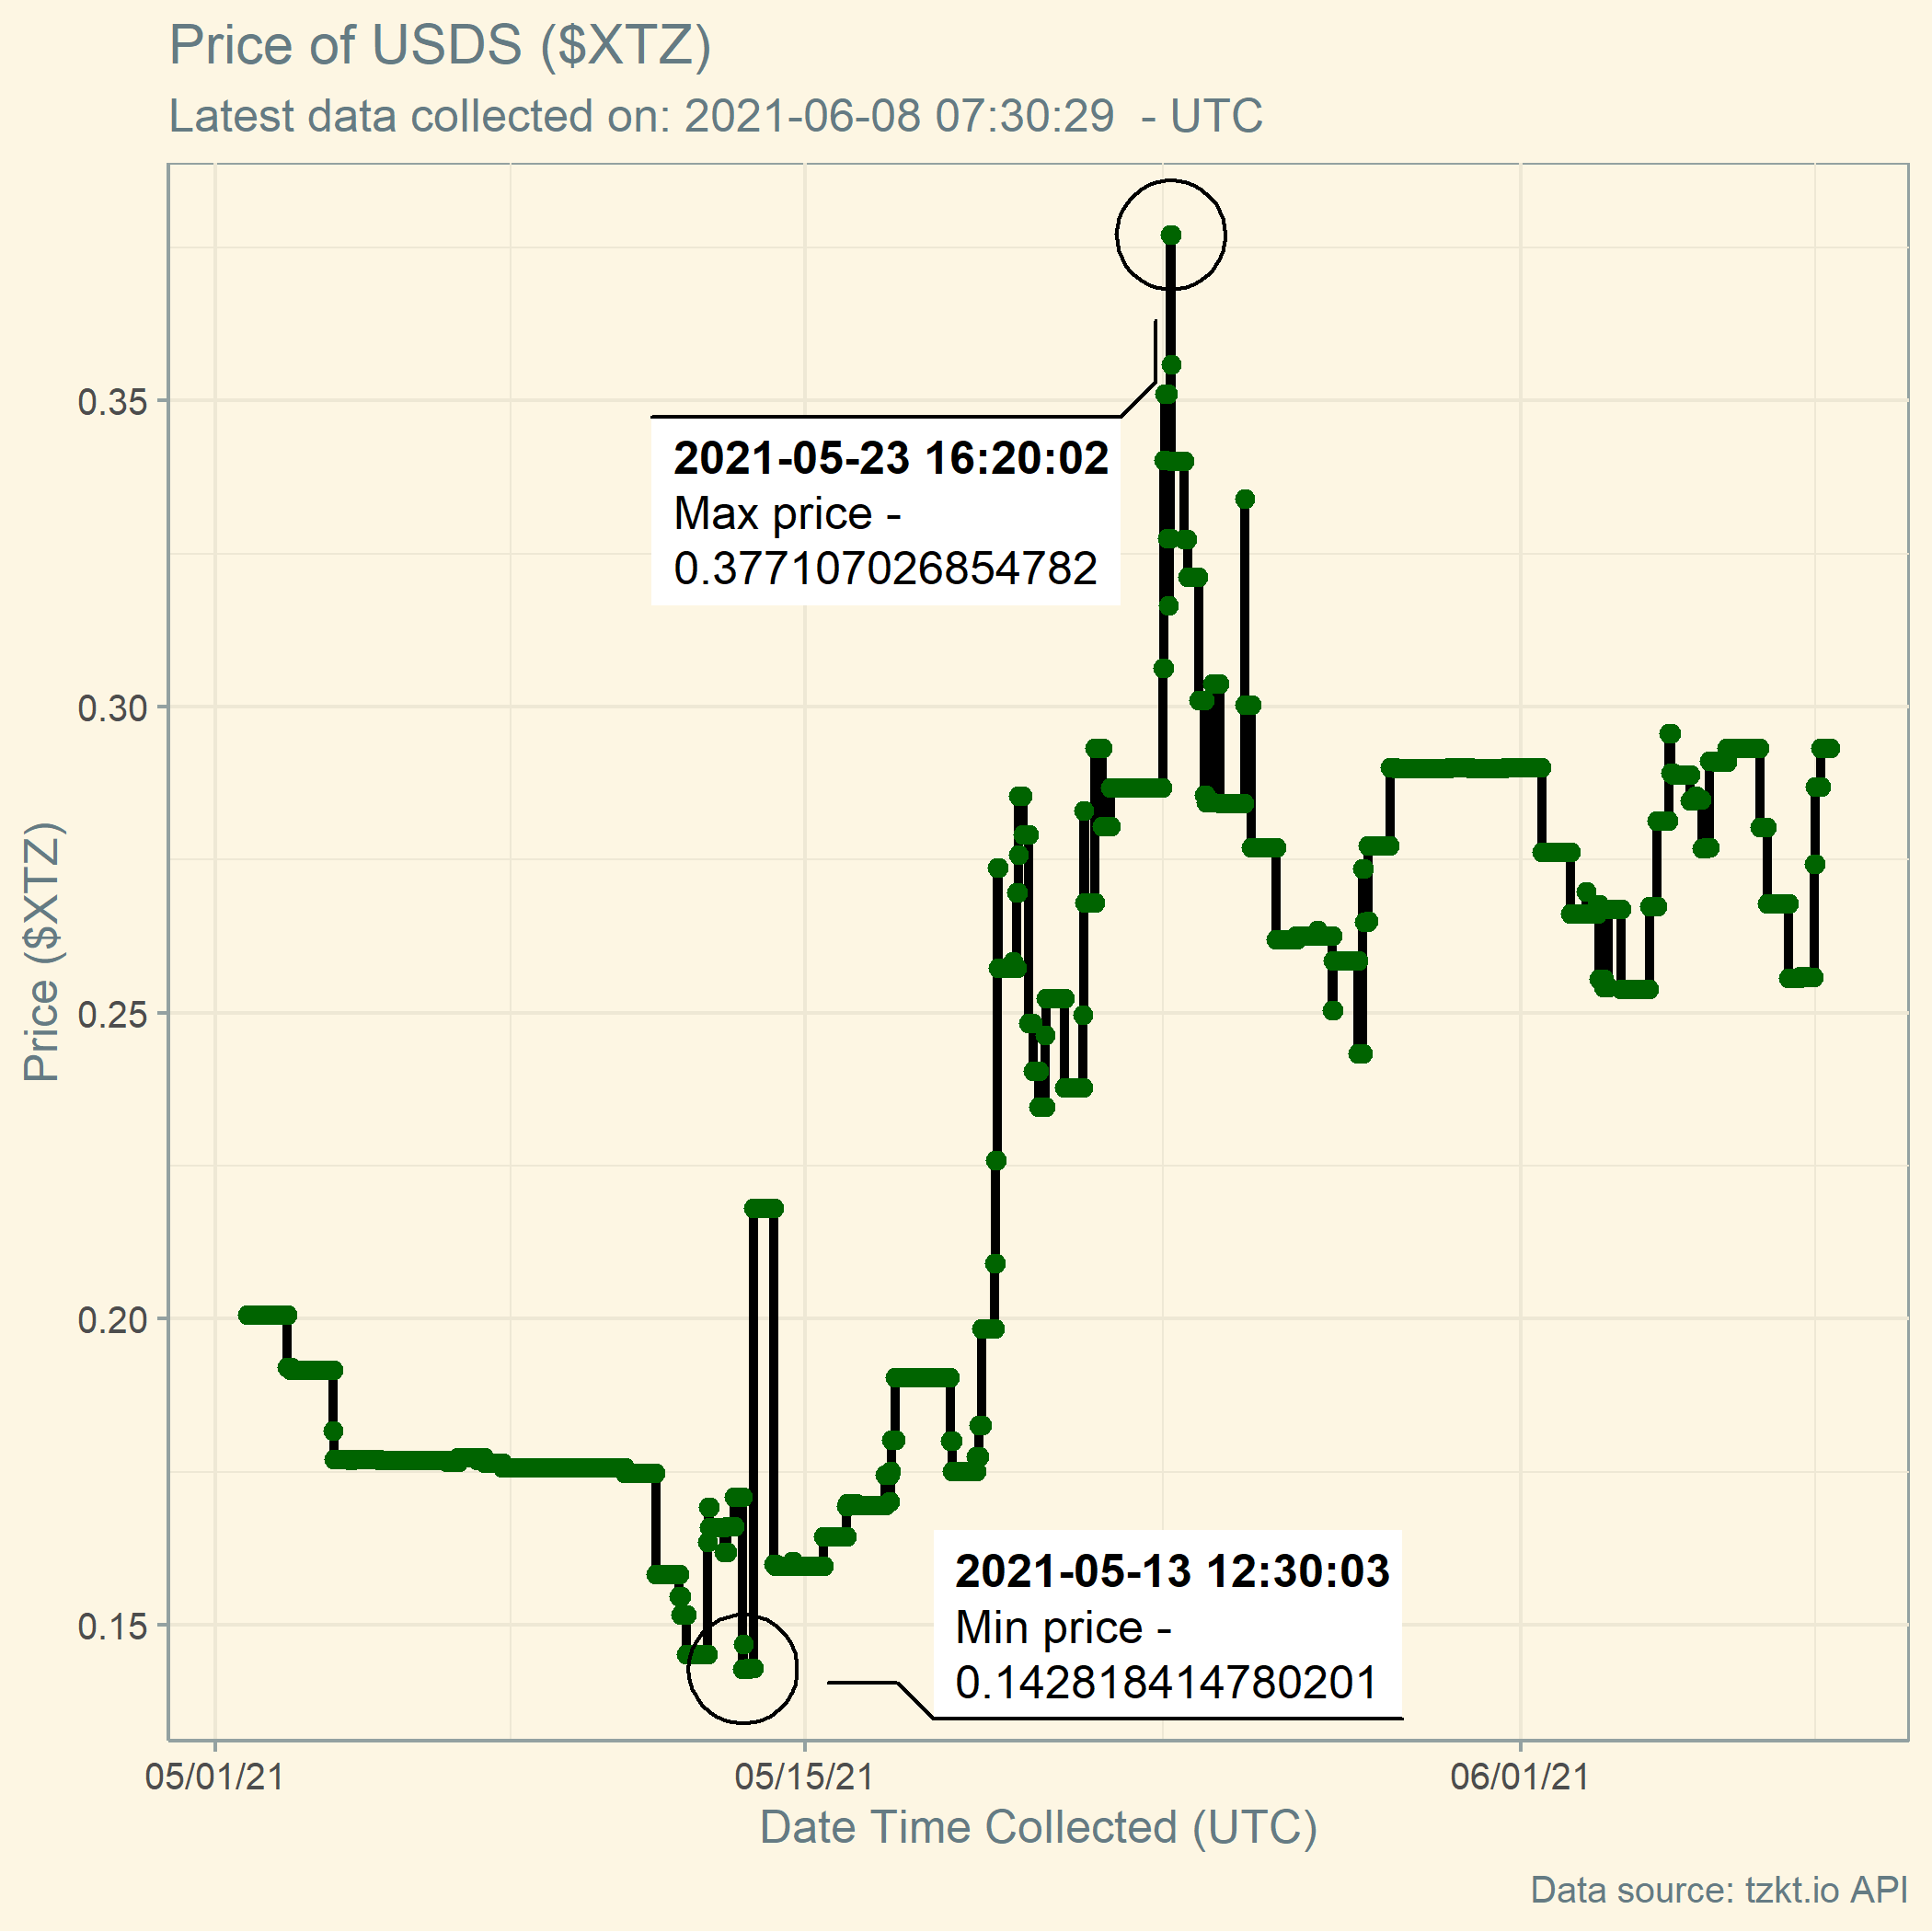 Price of USDS ($XTZ)
Latest data collected on: 2021-06-08 07:30:29  - UTC
2021-05-23 16:20:02
Max price -
0.377107026854782
0.35
0.30
0.25
0.20
0.15
Price ($XTZ)
2021-05-13 12:30:03
Min price -
0.142818414780201
05/01/21
05/15/21
06/01/21
Date Time Collected (UTC)
Data source: tzkt.io API